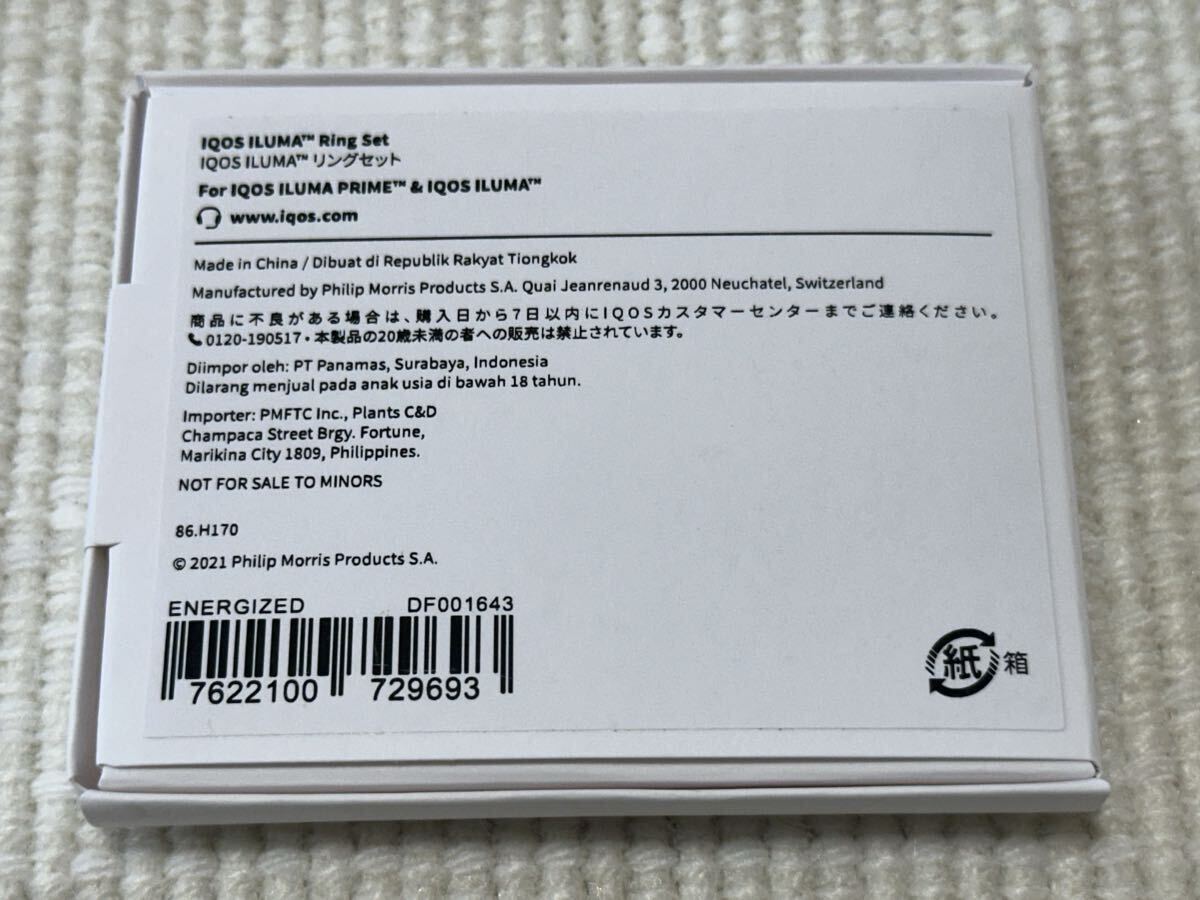 IQOS ILUMA™ Ring Set
IQOS ILUMA™ リングセット
For IQOS ILUMA PRIME™ & IQOS ILUMA™
www.iqos.com
Made in China / Dibuat di Republik Rakyat Tiongkok
Manufactured by Philip Morris Products S.A. Quai Jeanrenaud 3, 2000 Neuchatel, Switzerland
商品に不良がある場合は、購入日から7日以内にIQOSカスタマーセンターまでご連絡ください。
0120-190517・本製品の20歳未満の者への販売は禁止されています。
Diimpor oleh: PT Panamas, Surabaya, Indonesia
Dilarang menjual pada anak usia di bawah 18 tahun.
Importer: PMFTC Inc., Plants C&D
Champaca Street Brgy. Fortune,
Marikina City 1809, Philippines.
NOT FOR SALE TO MINORS
86.H170
© 2021 Philip Morris Products S.A.
ENERGIZED DF001643
7622100 729693
紙 箱